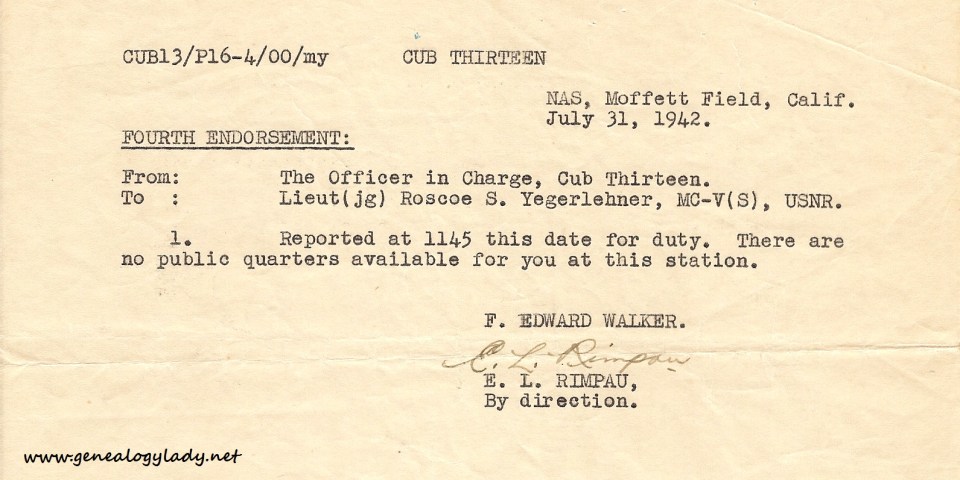 CUB13/P16-4/00/my CUB THIRTEEN
NAS, Moffett Field, Calif.
July 31, 1942.
FOURTH ENDORSEMENT:
From: The Officer in Charge, Cub Thirteen.
To : Lieut(jg) Roscoe S. Yegerlehner, MC-V(S), USNR.
1. Reported at 1145 this date for duty. There are
no public quarters available for you at this station.
F. EDWARD WALKER.
E. L. Rimpau
E. L. RIMPAU,
By direction.
www.genealogylady.net